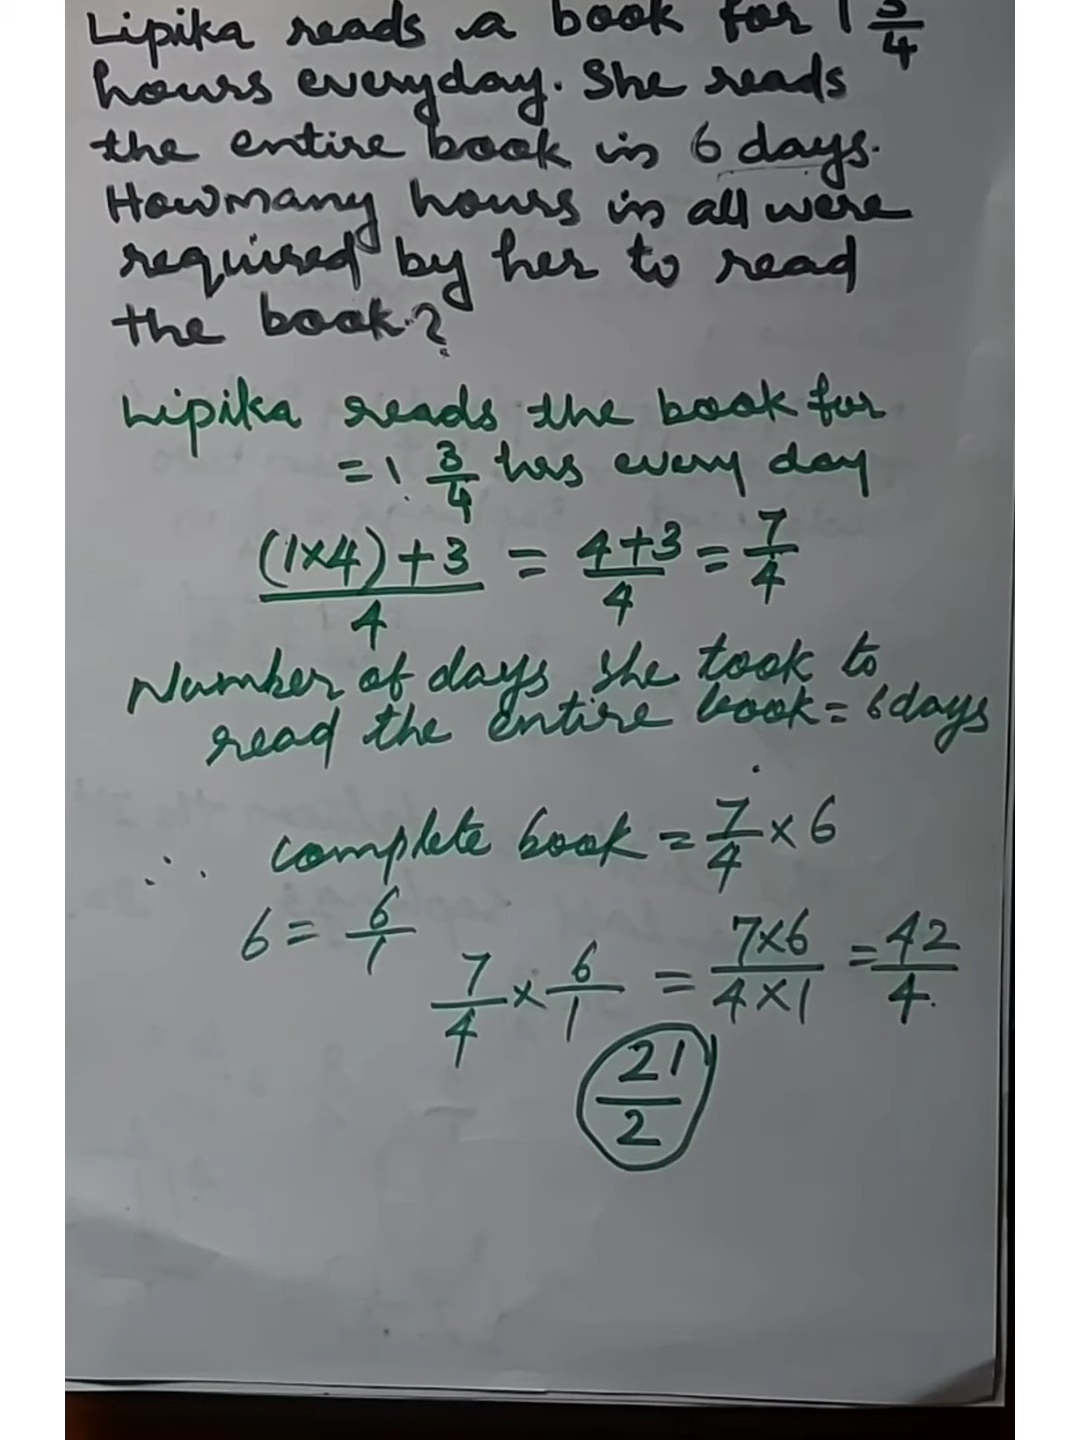 Lipika reads a book for 1 3/4
hours everyday. She reads
the entire book in 6 days.
Howmany hours in all were
required by her to read
the book?
Lipika reads the book for
= 1 3/4 hrs every day
(1×4)+3/4 = 4+3/4 = 7/4
Number of days she took to
read the entire book = 6 days
∴ complete book = 7/4 × 6
6 = 6/1
7/4 × 6/1 = 7×6/4×1 = 42/4
21/2